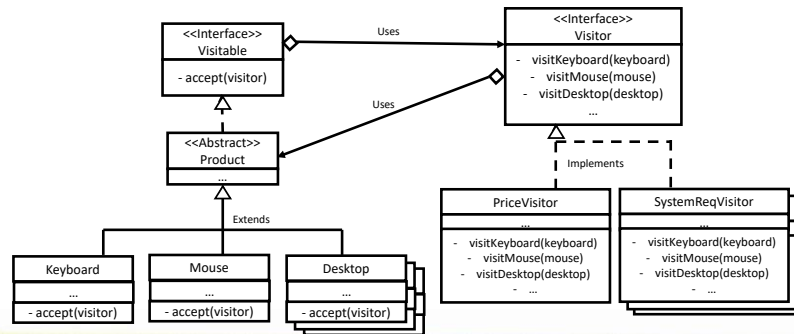 <<Interface>>
Visitable
- accept(visitor)
Uses
<<Interface>>
Visitor
- visitKeyboard(keyboard)
- visitMouse(mouse)
- visitDesktop(desktop)
...
Uses
<<Abstract>>
Product
...
Implements
Extends
PriceVisitor
...
- visitKeyboard(keyboard)
- visitMouse(mouse)
- visitDesktop(desktop)
- ...
SystemReqVisitor
...
- visitKeyboard(keyboard)
- visitMouse(mouse)
- visitDesktop(desktop)
- ...
Keyboard
...
- accept(visitor)
Mouse
...
- accept(visitor)
Desktop
...
- accept(visitor)